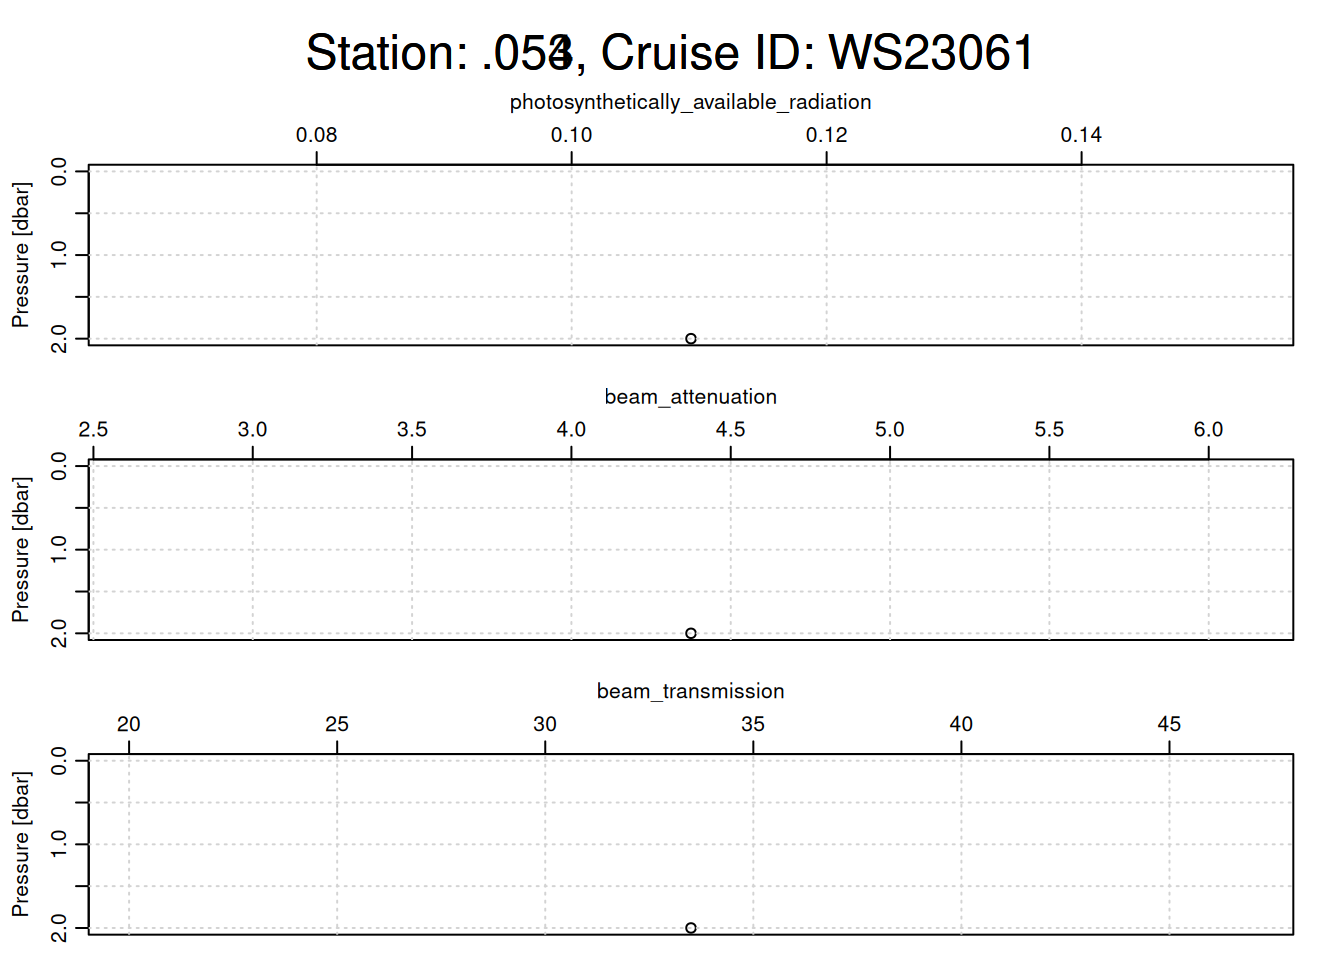 Station: , Cruise ID: WS23061
photosynthetically_available_radiation
0.08 0.10 0.12 0.14
Pressure [dbar]
0.0 1.0 2.0
beam_attenuation
2.5 3.0 3.5 4.0 4.5 5.0 5.5 6.0
Pressure [dbar]
0.0 1.0 2.0
beam_transmission
20 25 30 35 40 45
Pressure [dbar]
0.0 1.0 2.0